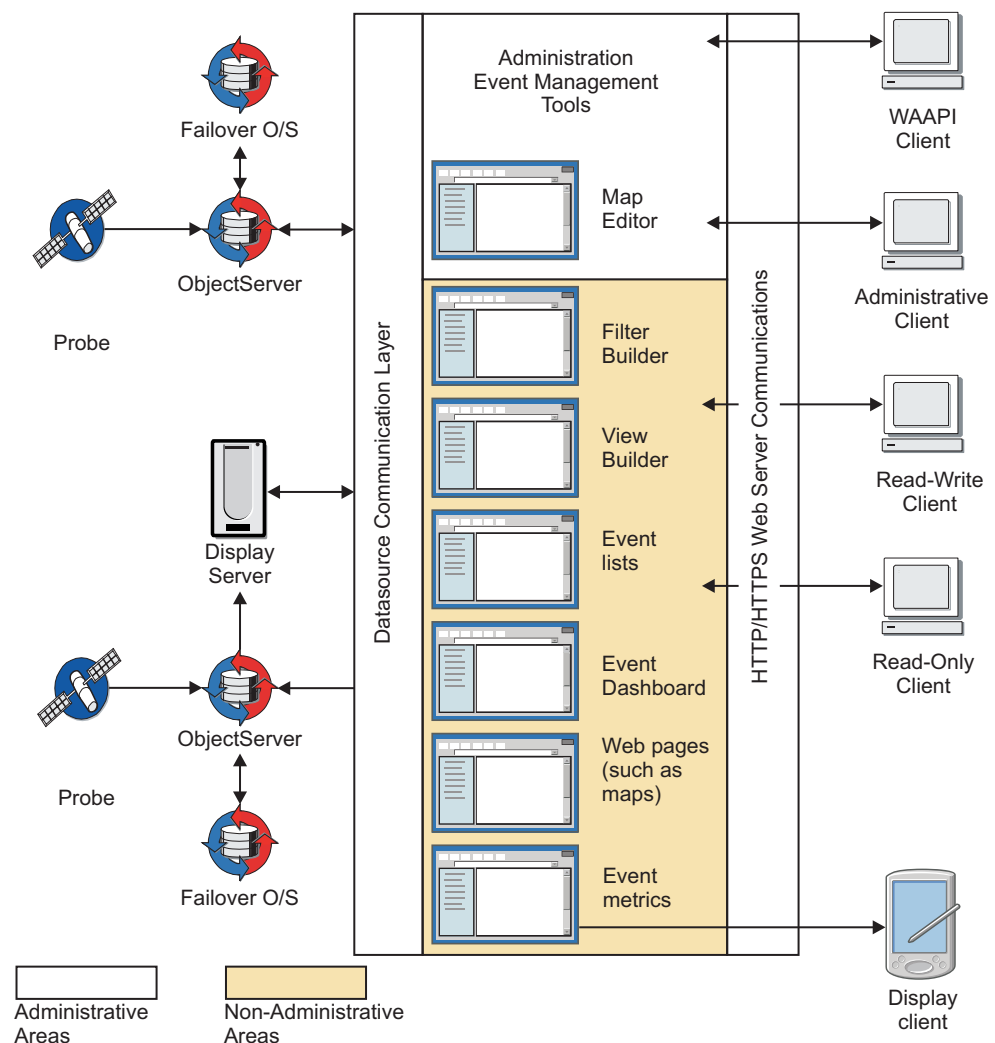 Failover O/S
ObjectServer
Probe
Display
Server
ObjectServer
Probe
Failover O/S
Datasource Communication Layer
Administration
Event Management
Tools
Map
Editor
Filter
Builder
View
Builder
Event
lists
Event
Dashboard
Web pages
(such as
maps)
Event
metrics
HTTP/HTTPS Web Server Communications
WAAPI
Client
Administrative
Client
Read-Write
Client
Read-Only
Client
Display
client
Administrative
Areas
Non-Administrative
Areas